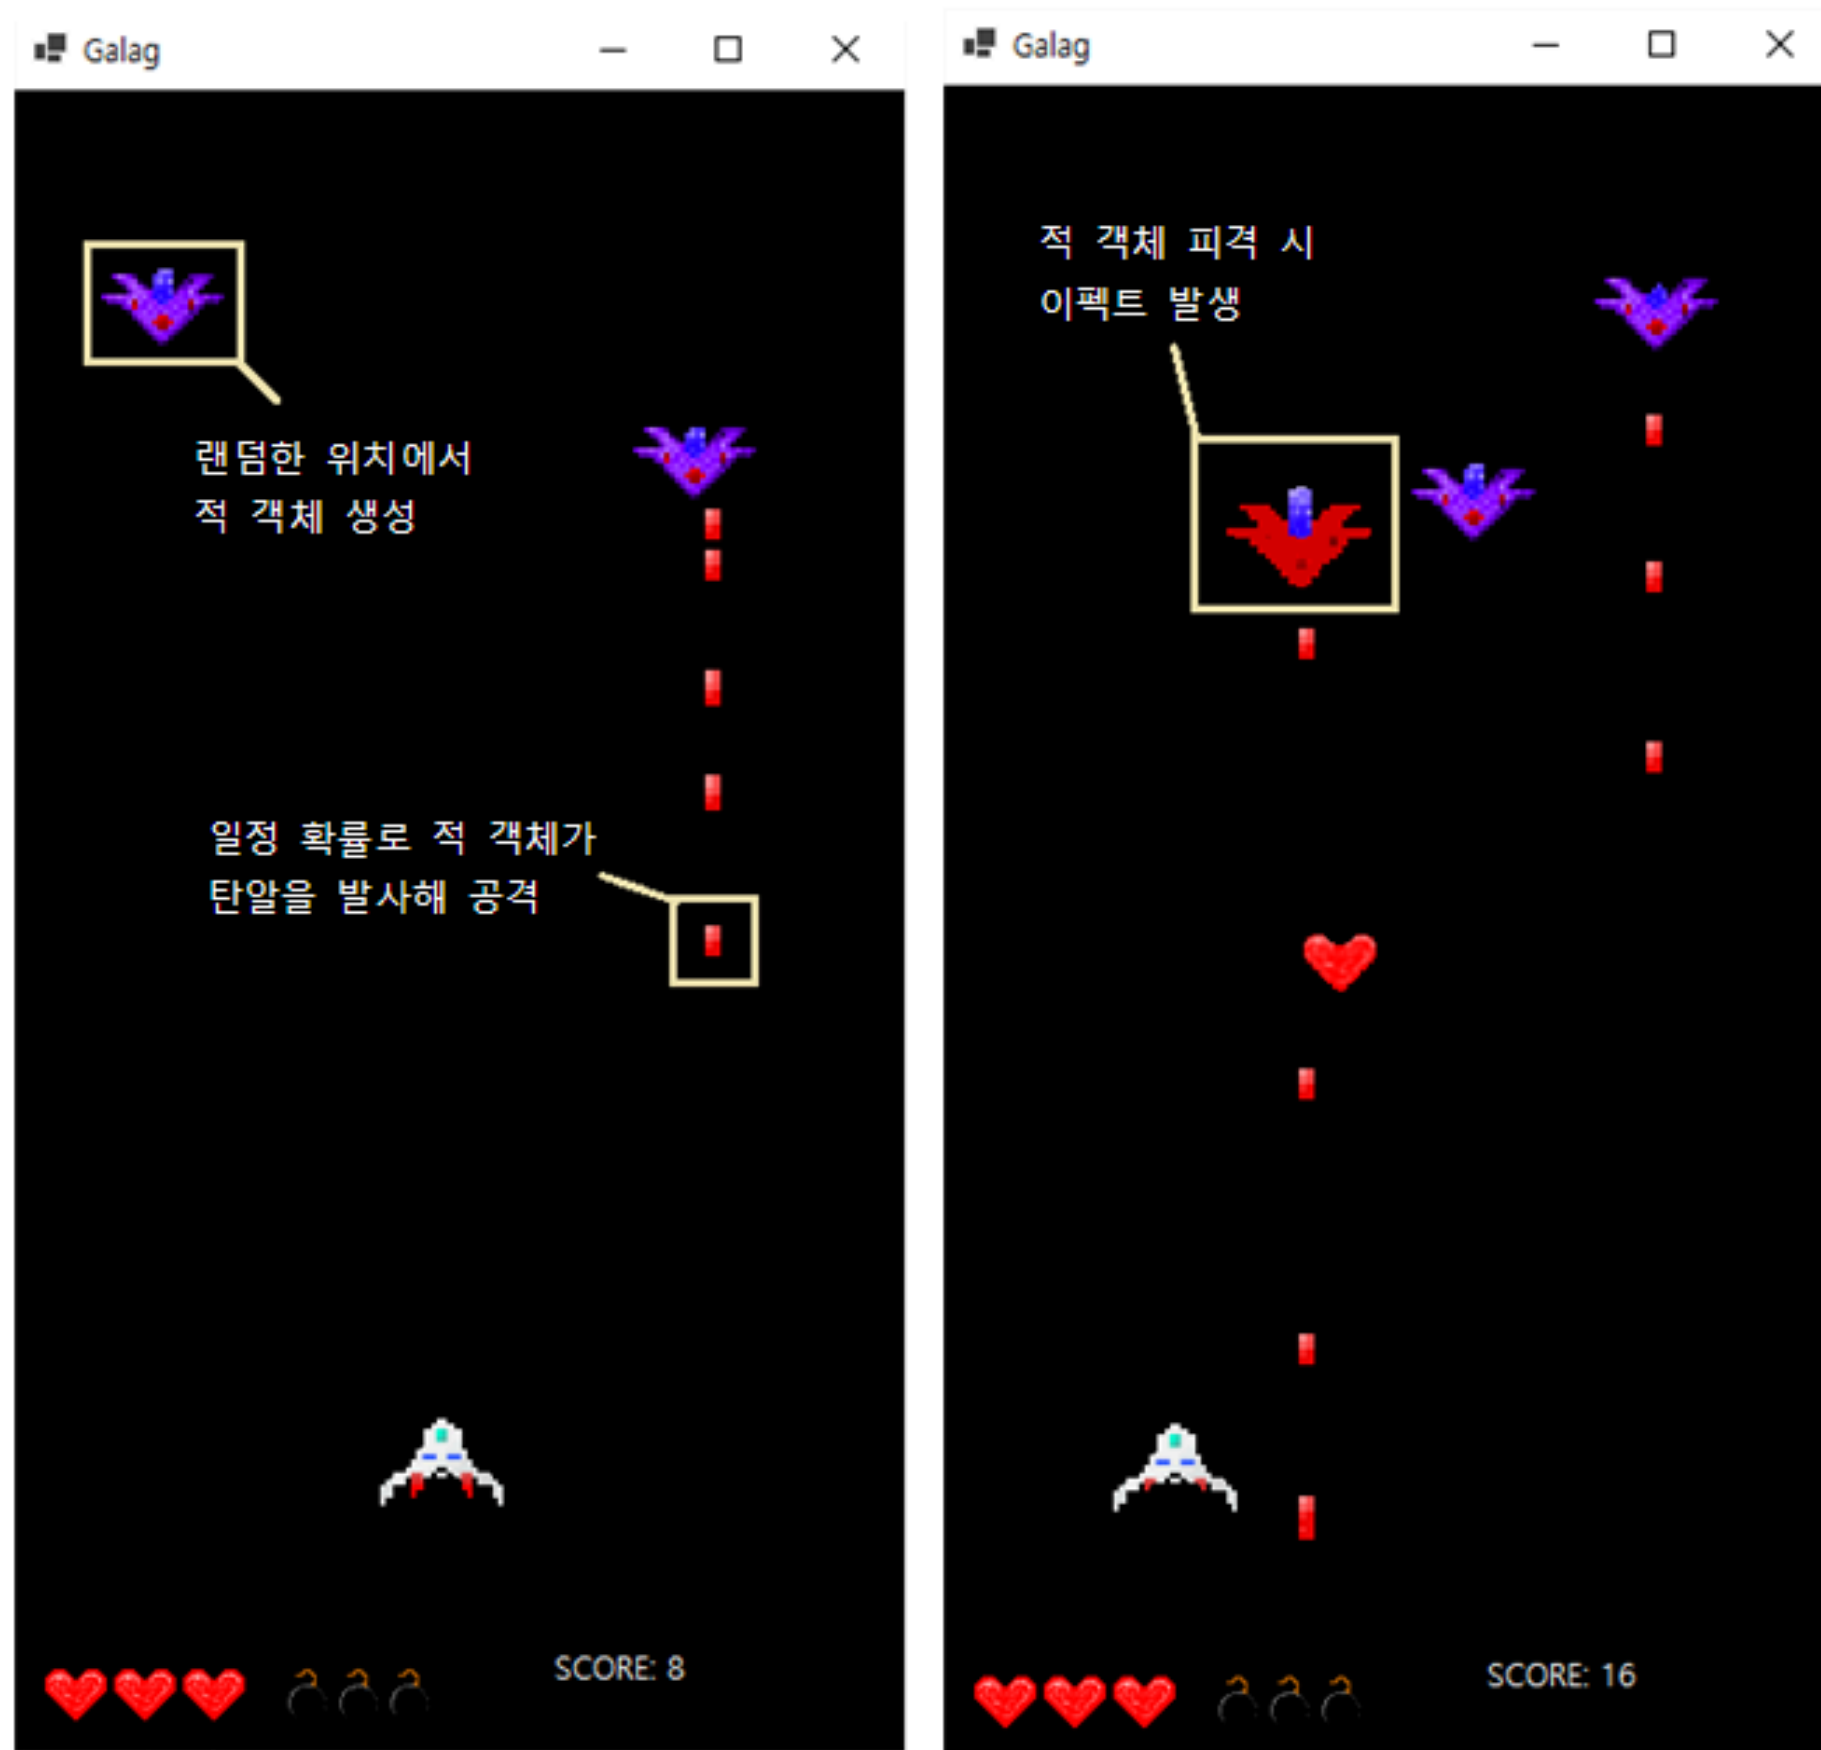 Galag
랜덤한 위치에서
적 객체 생성
일정 확률로 적 객체가
탄알을 발사해 공격
SCORE: 8
Galag
적 객체 피격 시
이펙트 발생
SCORE: 16